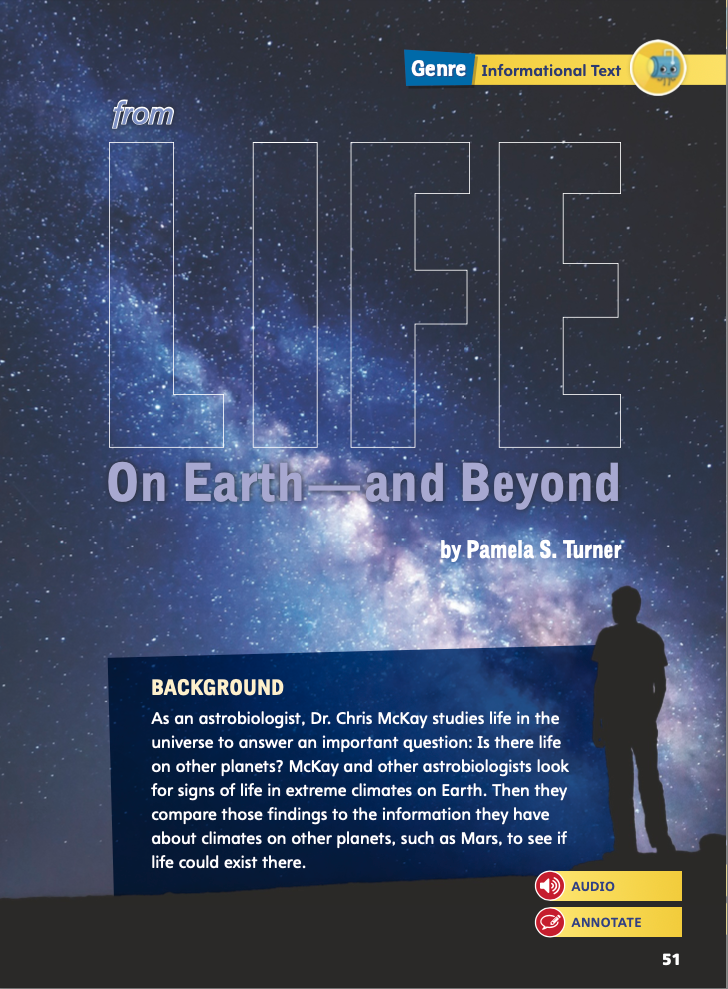 Genre Informational Text
from
LIFE
On Earth—and Beyond
by Pamela S. Turner
BACKGROUND
As an astrobiologist, Dr. Chris McKay studies life in the
universe to answer an important question: Is there life
on other planets? McKay and other astrobiologists look
for signs of life in extreme climates on Earth. Then they
compare those findings to the information they have
about climates on other planets, such as Mars, to see if
life could exist there.
AUDIO
ANNOTATE
51